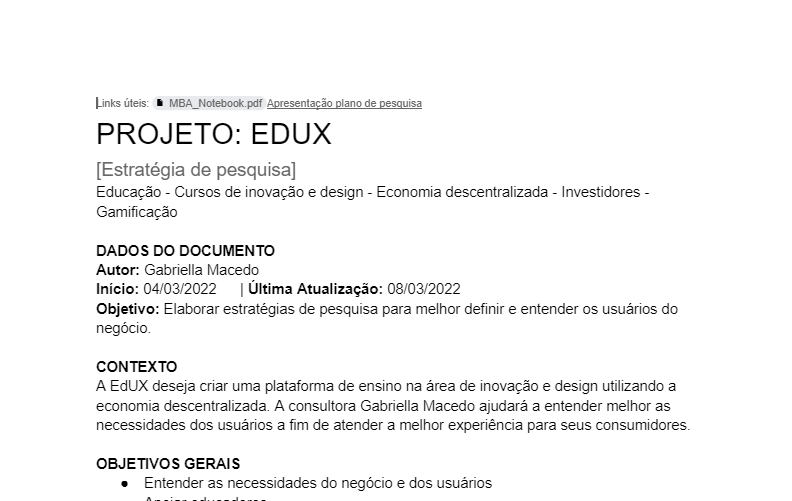 Links úteis: MBA_Notebook.pdf Apresentação plano de pesquisa
PROJETO: EDUX
[Estratégia de pesquisa]
Educação - Cursos de inovação e design - Economia descentralizada - Investidores -
Gamificação
DADOS DO DOCUMENTO
Autor: Gabriella Macedo
Início: 04/03/2022 | Última Atualização: 08/03/2022
Objetivo: Elaborar estratégias de pesquisa para melhor definir e entender os usuários do
negócio.
CONTEXTO
A EdUX deseja criar uma plataforma de ensino na área de inovação e design utilizando a
economia descentralizada. A consultora Gabriella Macedo ajudará a entender melhor as
necessidades dos usuários a fim de atender a melhor experiência para seus consumidores.
OBJETIVOS GERAIS
● Entender as necessidades do negócio e dos usuários